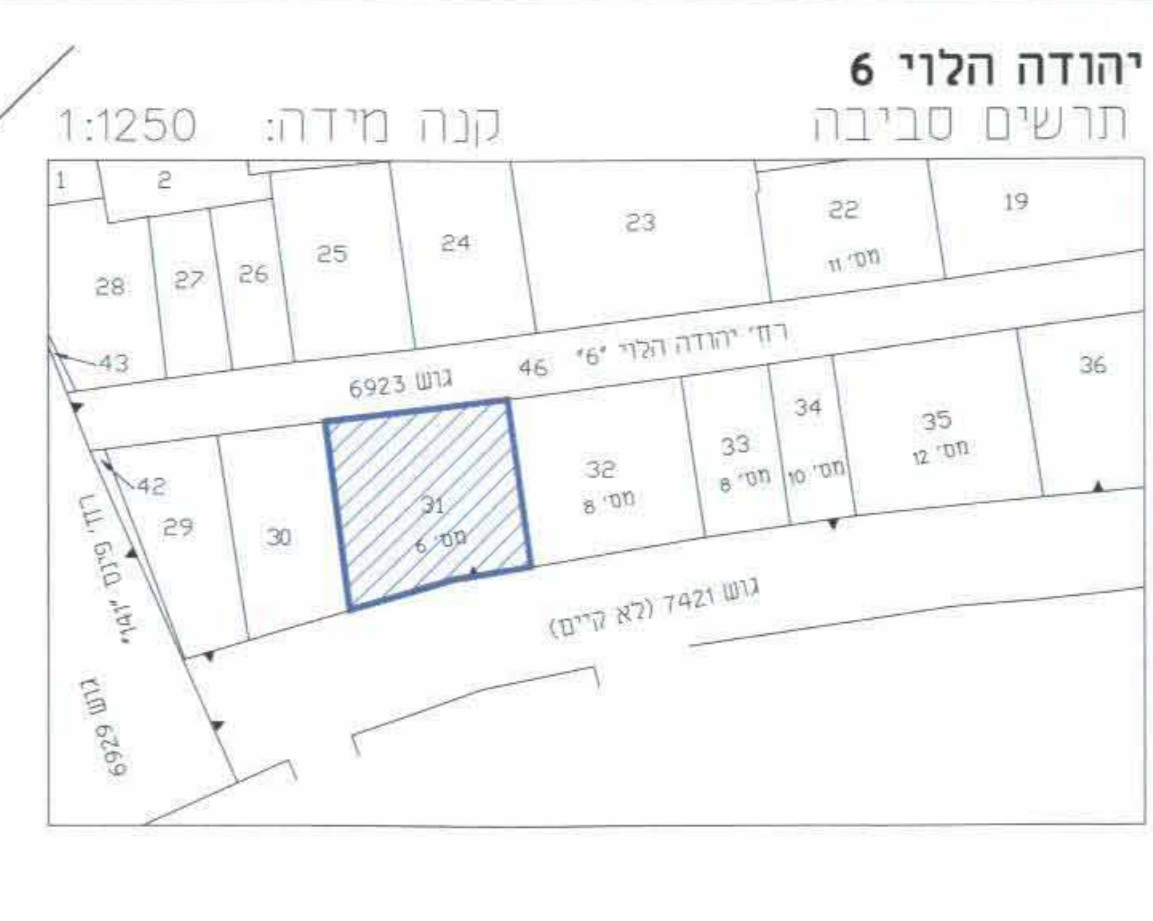 יהודה הלוי 6
תרשים סביבה
קנה מידה: 1:1250
1
2
28
27
26
25
24
23
22
מס' 11
19
43
רח' יהודה הלוי "6"
46
גוש 6923
42
29
30
31
מס' 6
32
מס' 8
33
מס' 8
34
מס' 10
35
מס' 12
36
גוש 7421 (לא קיים)
רח' פינס
גוש 6929